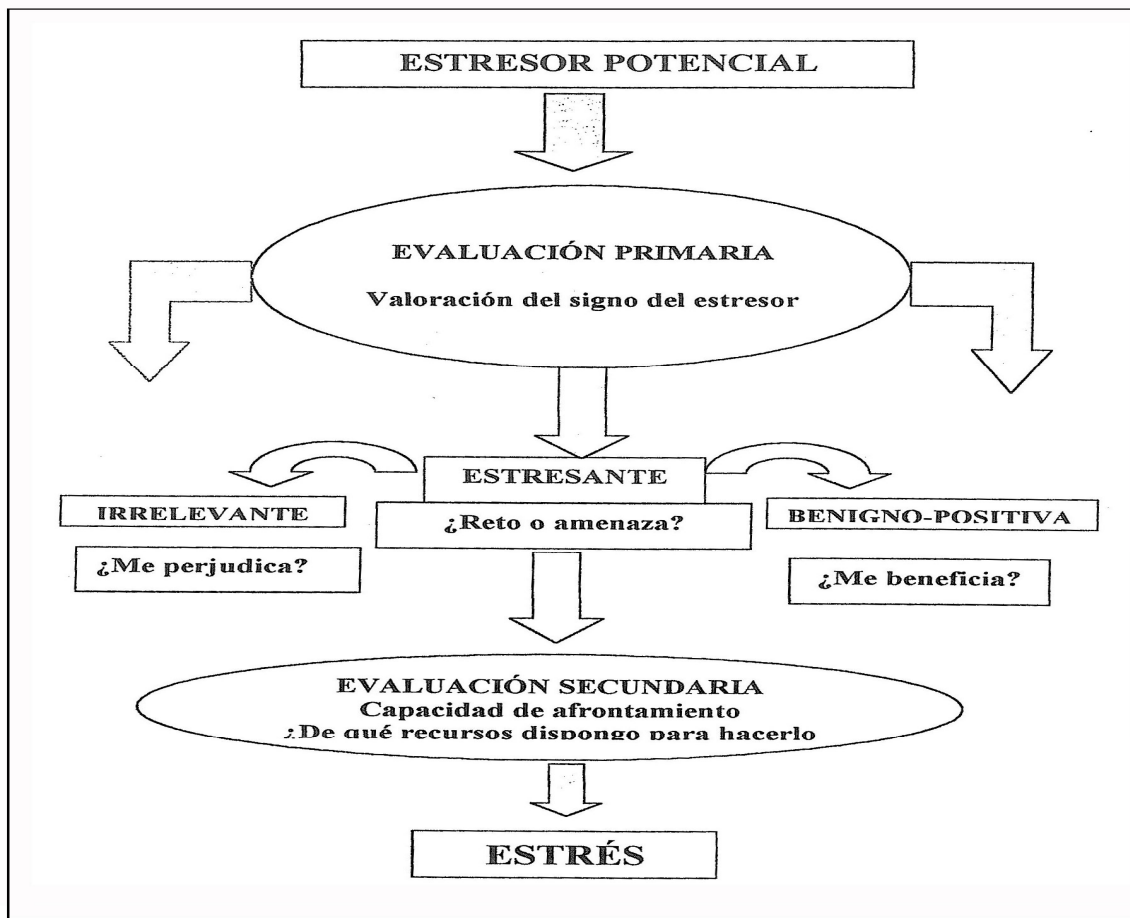 ESTRESOR POTENCIAL
EVALUACIÓN PRIMARIA
Valoración del signo del estresor
ESTRESANTE
¿Reto o amenaza?
IRRELEVANTE
¿Me perjudica?
BENIGNO-POSITIVA
¿Me beneficia?
EVALUACIÓN SECUNDARIA
Capacidad de afrontamiento
¿De qué recursos dispongo para hacerlo
ESTRÉS